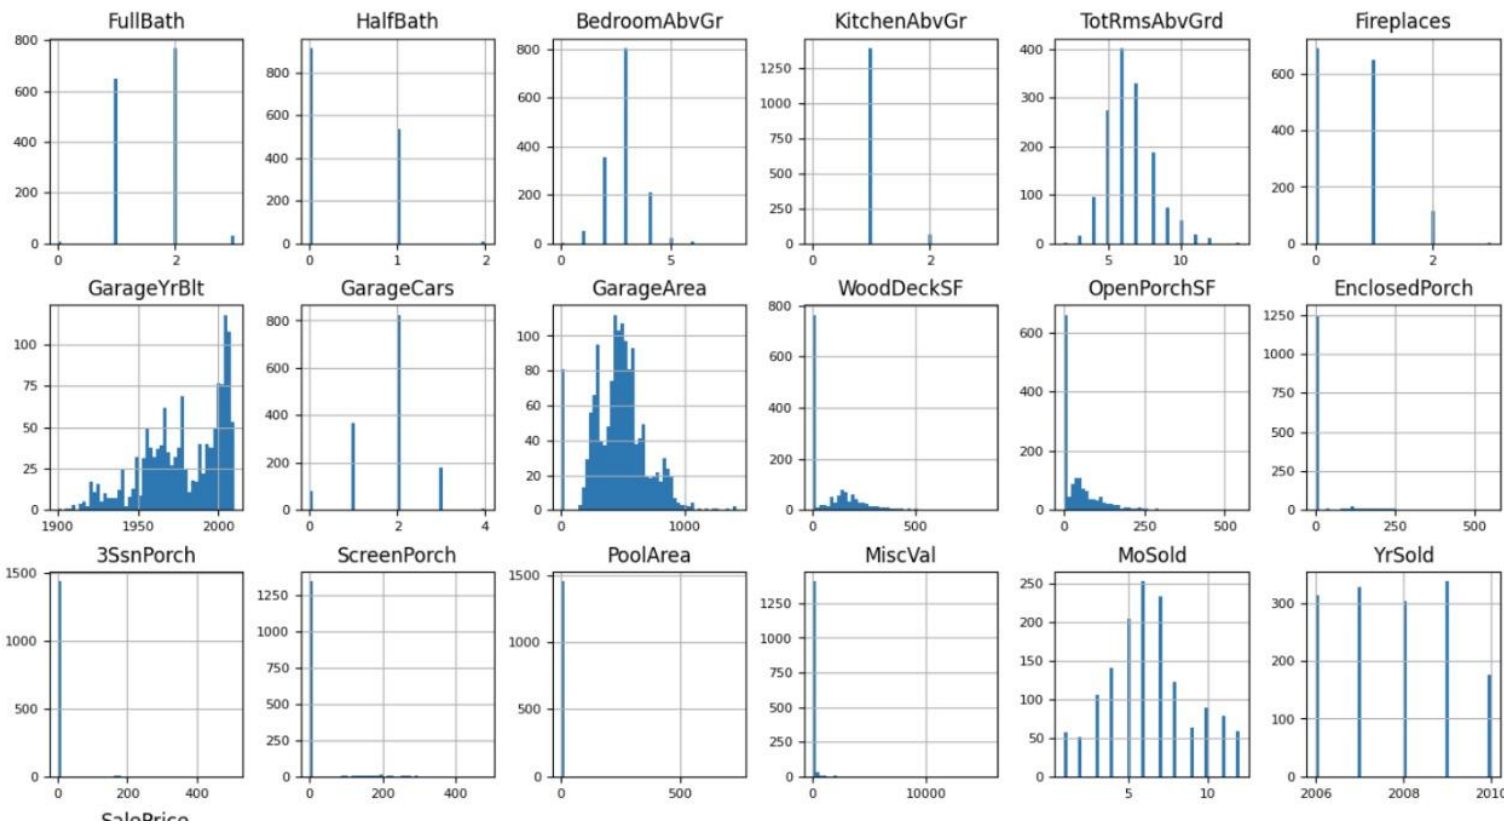 FullBath HalfBath BedroomAbvGr KitchenAbvGr TotRmsAbvGrd Fireplaces
800 800 800 1250 400 600
600 600 600 1000 300 400
400 400 400 750 200 200
200 200 200 500 100 0
0 0 0 250 0
0
0 2 0 1 2 0 5 0 2 5 10 0 2
GarageYrBlt GarageCars GarageArea WoodDeckSF OpenPorchSF EnclosedPorch
100 800 100 800 600 1250
75 600 80 600 400 1000
50 400 60 400 200 750
25 200 40 200 0 500
0 0 20 0 250
0 0
1900 1950 2000 0 2 4 0 1000 0 500 0 250 500 0 250 500
3SsnPorch ScreenPorch PoolArea MiscVal MoSold YrSold
1500 1250 1500 1250 250 300
1000 1000 1000 1000 200 200
500 750 500 750 150 100
0 500 0 500 100 0
250 250 50
0 0 0
0 200 400 0 200 400 0 500 0 10000 5 10 2006 2008 2010
SalePrice